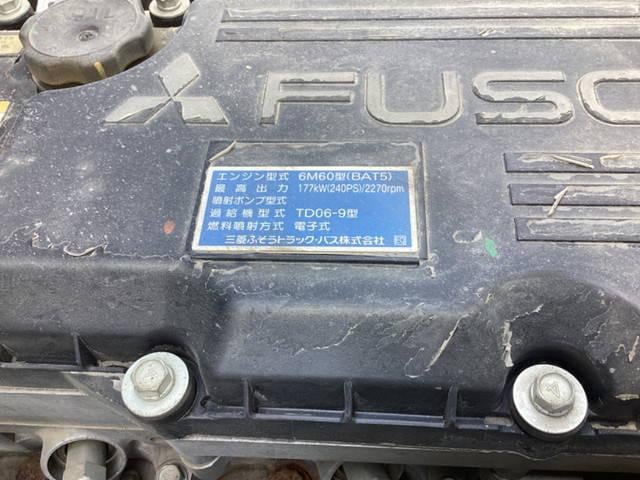 FUSO
エンジン型式 6M60型(BAT5)
最高出力 177kW(240PS)/2270rpm
噴射ポンプ型式
過給機型式 TD06-9型
燃料噴射方式 電子式
三菱ふそうトラック・バス株式会社